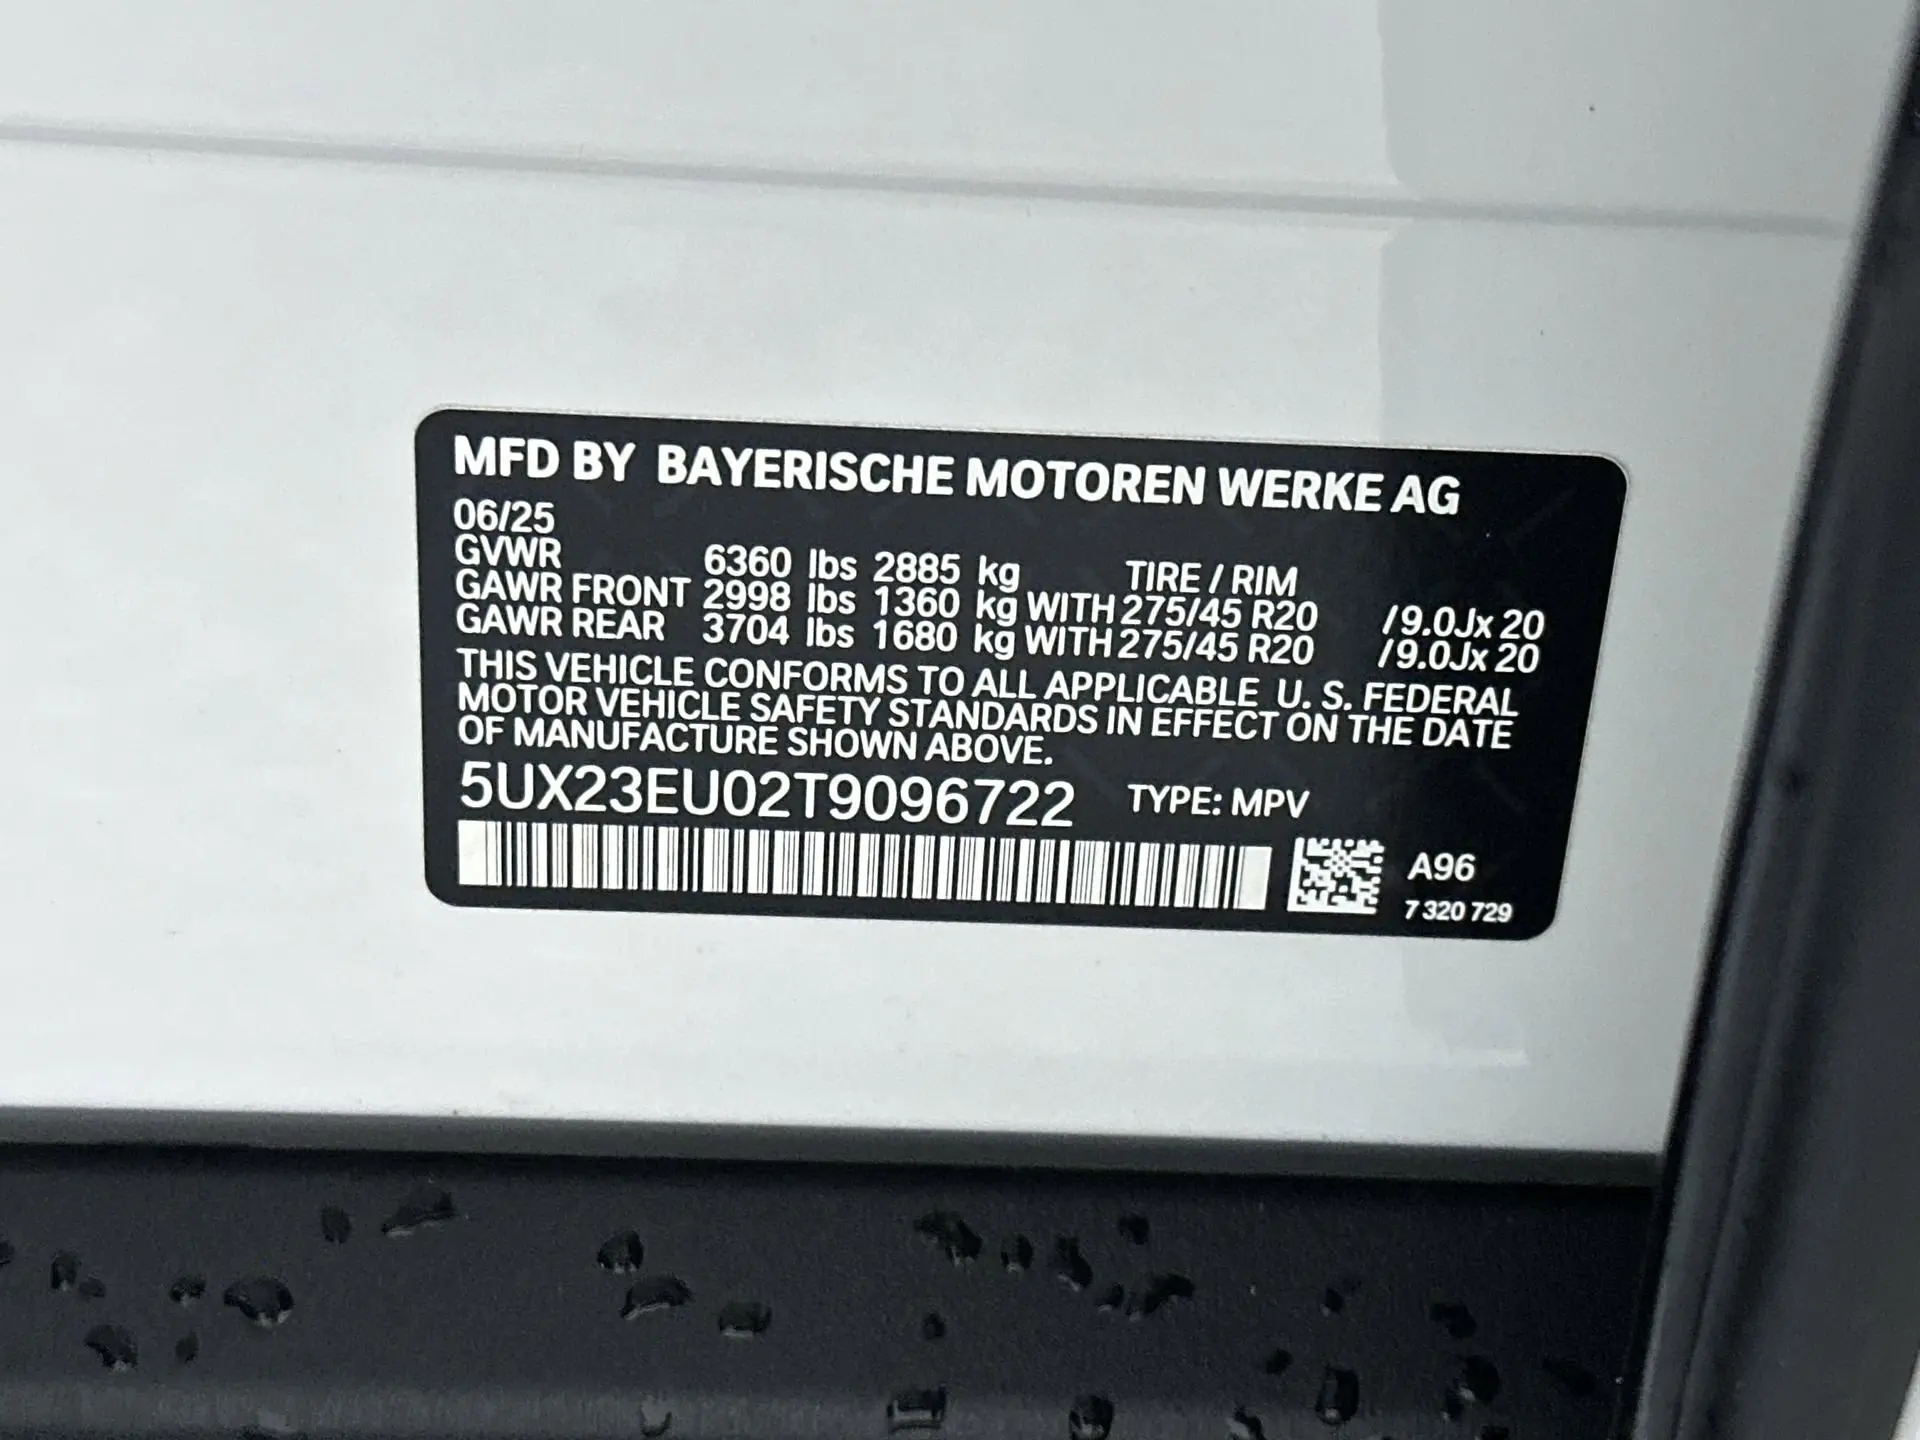 MFD BY BAYERISCHE MOTOREN WERKE AG
06/25
GVWR 6360 lbs 2885 kg TIRE / RIM
GAWR FRONT 2998 lbs 1360 kg WITH 275/45 R20 /9.0Jx 20
GAWR REAR 3704 lbs 1680 kg WITH 275/45 R20 /9.0Jx 20
THIS VEHICLE CONFORMS TO ALL APPLICABLE U. S. FEDERAL
MOTOR VEHICLE SAFETY STANDARDS IN EFFECT ON THE DATE
OF MANUFACTURE SHOWN ABOVE.
5UX23EU02T9096722 TYPE: MPV
A96
7 320 729